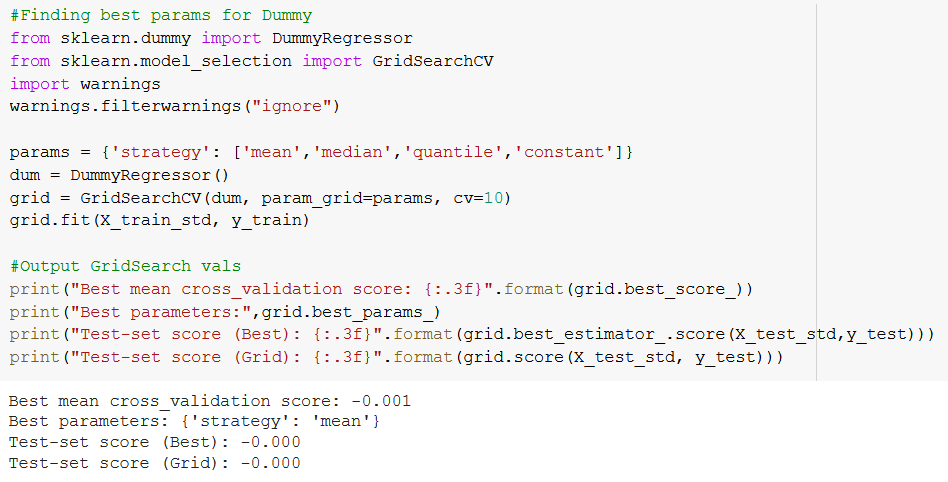 #Finding best params for Dummy
from sklearn.dummy import DummyRegressor
from sklearn.model_selection import GridSearchCV
import warnings
warnings.filterwarnings("ignore")
params = {'strategy': ['mean','median','quantile','constant']}
dum = DummyRegressor()
grid = GridSearchCV(dum, param_grid=params, cv=10)
grid.fit(X_train_std, y_train)
#Output GridSearch vals
print("Best mean cross_validation score: {:.3f}".format(grid.best_score_))
print("Best parameters:",grid.best_params_)
print("Test-set score (Best): {:.3f}".format(grid.best_estimator_.score(X_test_std,y_test)))
print("Test-set score (Grid): {:.3f}".format(grid.score(X_test_std, y_test)))
Best mean cross_validation score: -0.001
Best parameters: {'strategy': 'mean'}
Test-set score (Best): -0.000
Test-set score (Grid): -0.000